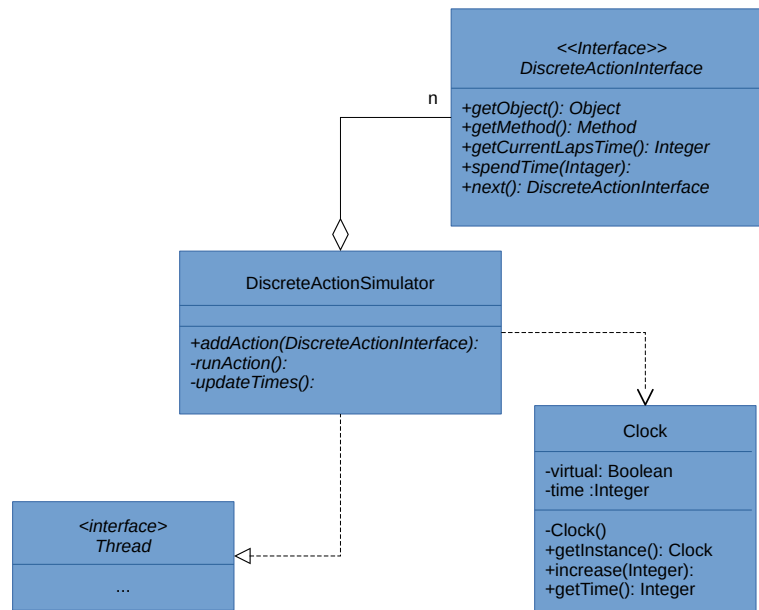 <<Interface>>
DiscreteActionInterface
+getObject(): Object
+getMethod(): Method
+getCurrentLapsTime(): Integer
+spendTime(Intager):
+next(): DiscreteActionInterface
n
DiscreteActionSimulator
+addAction(DiscreteActionInterface):
-runAction():
-updateTimes():
Clock
-virtual: Boolean
-time :Integer
-Clock()
+getInstance(): Clock
+increase(Integer):
+getTime(): Integer
<interface>
Thread
...